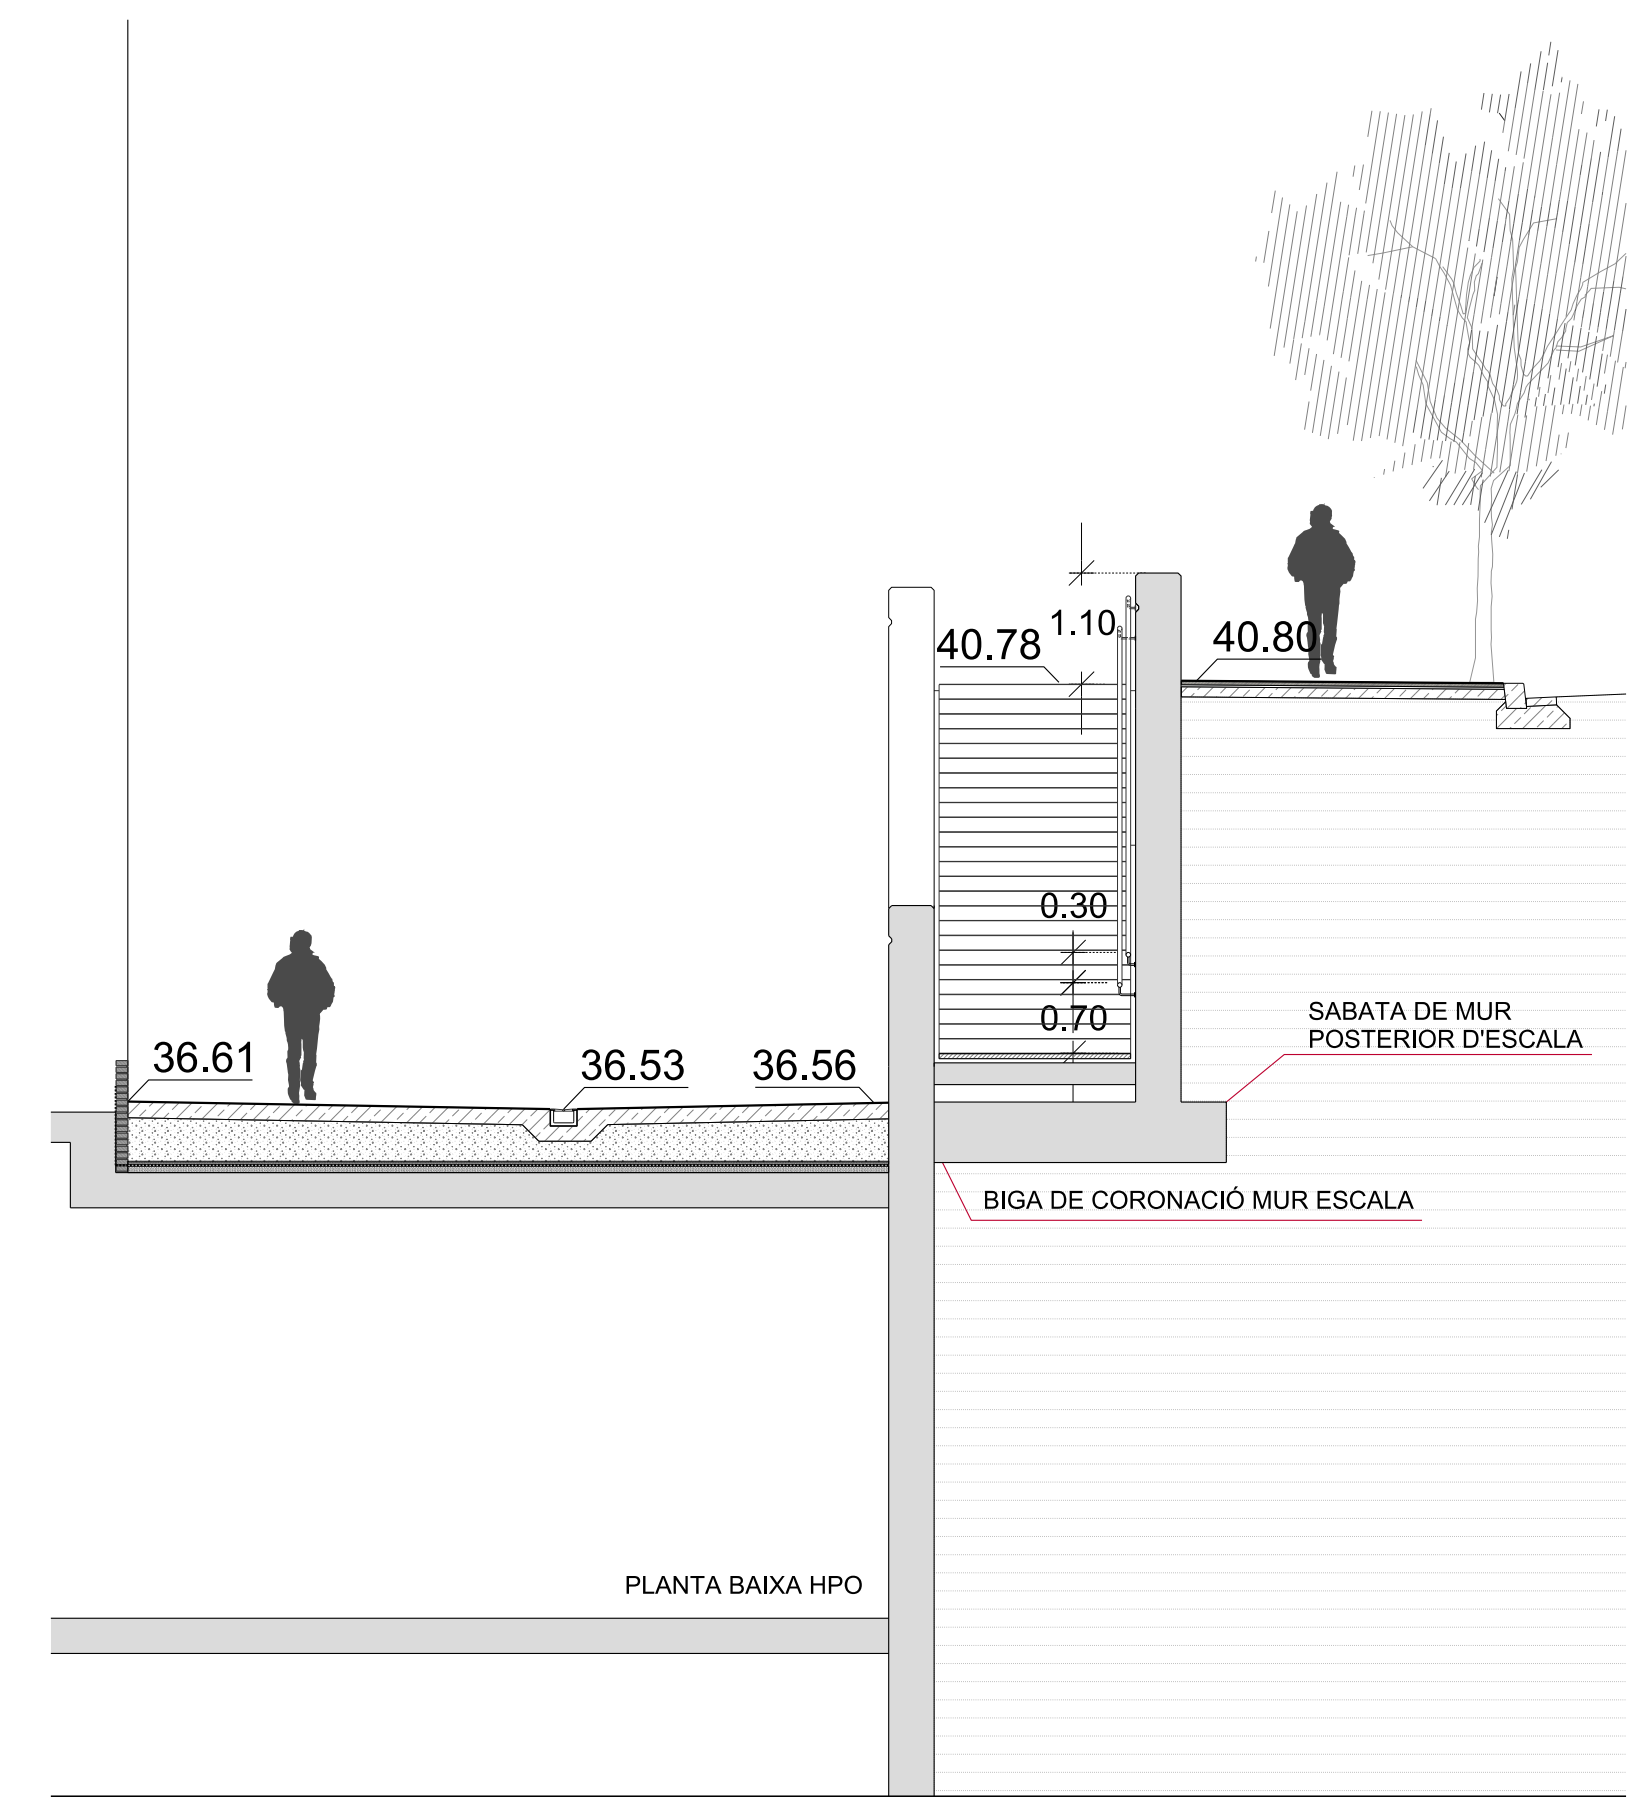 1.10
40.78
40.80
0.30
0.70
SABATA DE MUR
POSTERIOR D'ESCALA
36.61
36.53
36.56
BIGA DE CORONACIÓ MUR ESCALA
PLANTA BAIXA HPO